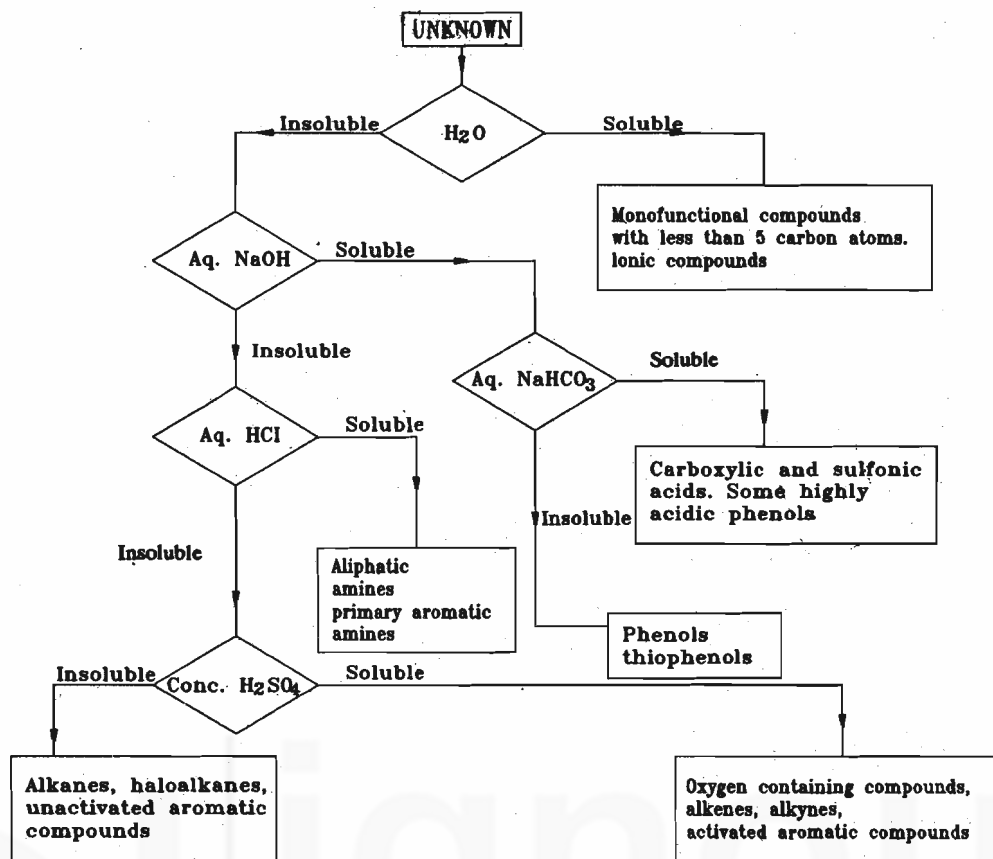 UNKNOWN
H2O
Insoluble
Soluble
Monofunctional compounds
with less than 5 carbon atoms.
Ionic compounds
Aq. NaOH
Soluble
Insoluble
Aq. NaHCO3
Soluble
Carboxylic and sulfonic
acids. Some highly
acidic phenols
Insoluble
Phenols
thiophenols
Aq. HCl
Soluble
Aliphatic
amines
primary aromatic
amines
Insoluble
Conc. H2SO4
Insoluble
Soluble
Alkanes, haloalkanes,
unactivated aromatic
compounds
Oxygen containing compounds,
alkenes, alkynes,
activated aromatic compounds
ignou